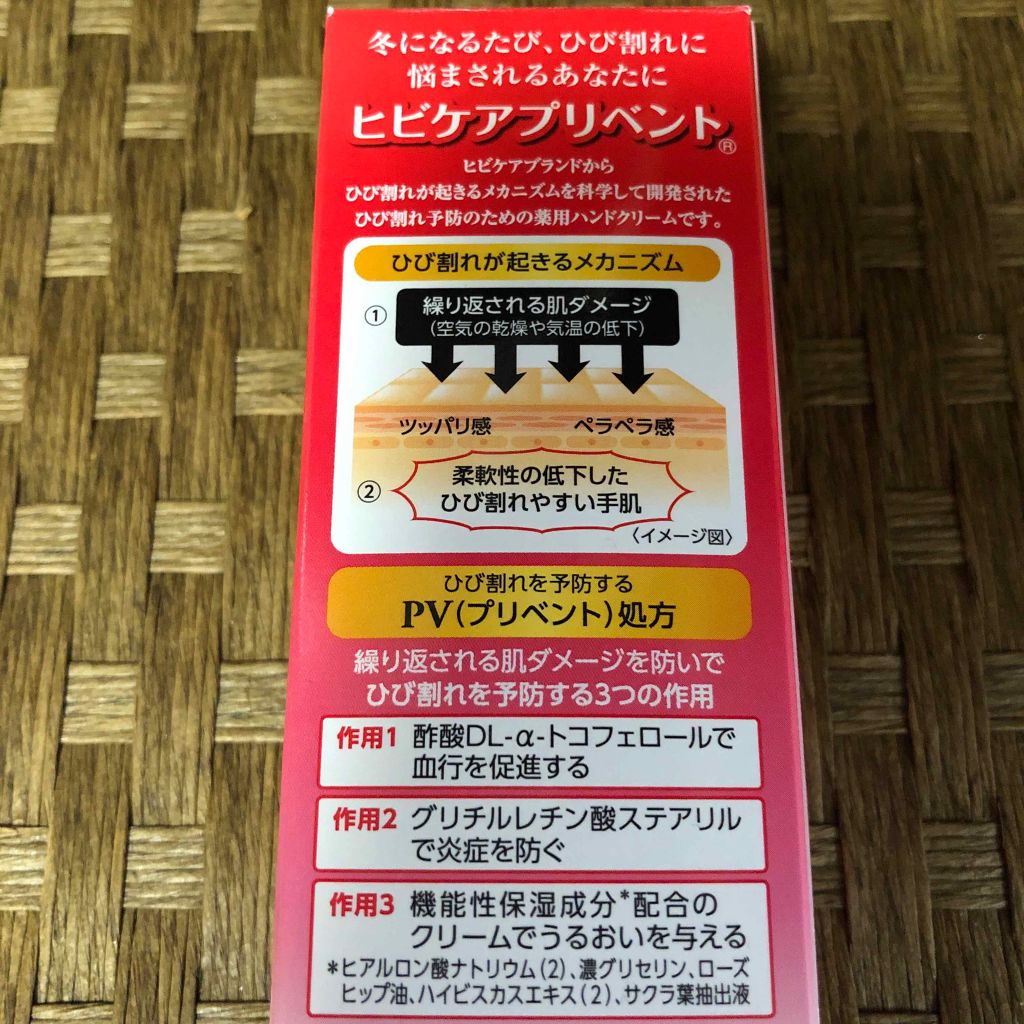 冬になるたび、ひび割れに
悩まされるあなたに
ヒビケアプリベント®
ヒビケアブランドから
ひび割れが起きるメカニズムを科学して開発された
ひび割れ予防のための薬用ハンドクリームです。
ひび割れが起きるメカニズム
① 繰り返される肌ダメージ
(空気の乾燥や気温の低下)
ツッパリ感 ペラペラ感
② 柔軟性の低下した
ひび割れやすい手肌
〈イメージ図〉
ひび割れを予防する
PV(プリベント)処方
繰り返される肌ダメージを防いで
ひび割れを予防する3つの作用
作用1 酢酸DL-α-トコフェロールで
血行を促進する
作用2 グリチルレチン酸ステアリル
で炎症を防ぐ
作用3 機能性保湿成分*配合の
クリームでうるおいを与える
*ヒアルロン酸ナトリウム(2)、濃グリセリン、ローズ
ヒップ油、ハイビスカスエキス(2)、サクラ葉抽出液